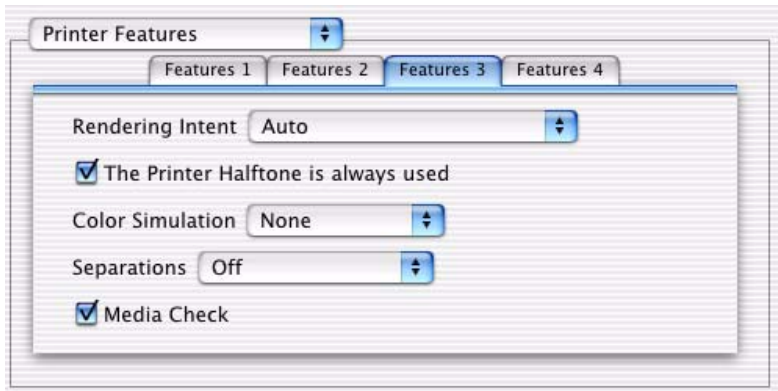 Printer Features
Features 1 Features 2 Features 3 Features 4
Rendering Intent Auto
The Printer Halftone is always used
Color Simulation None
Separations Off
Media Check